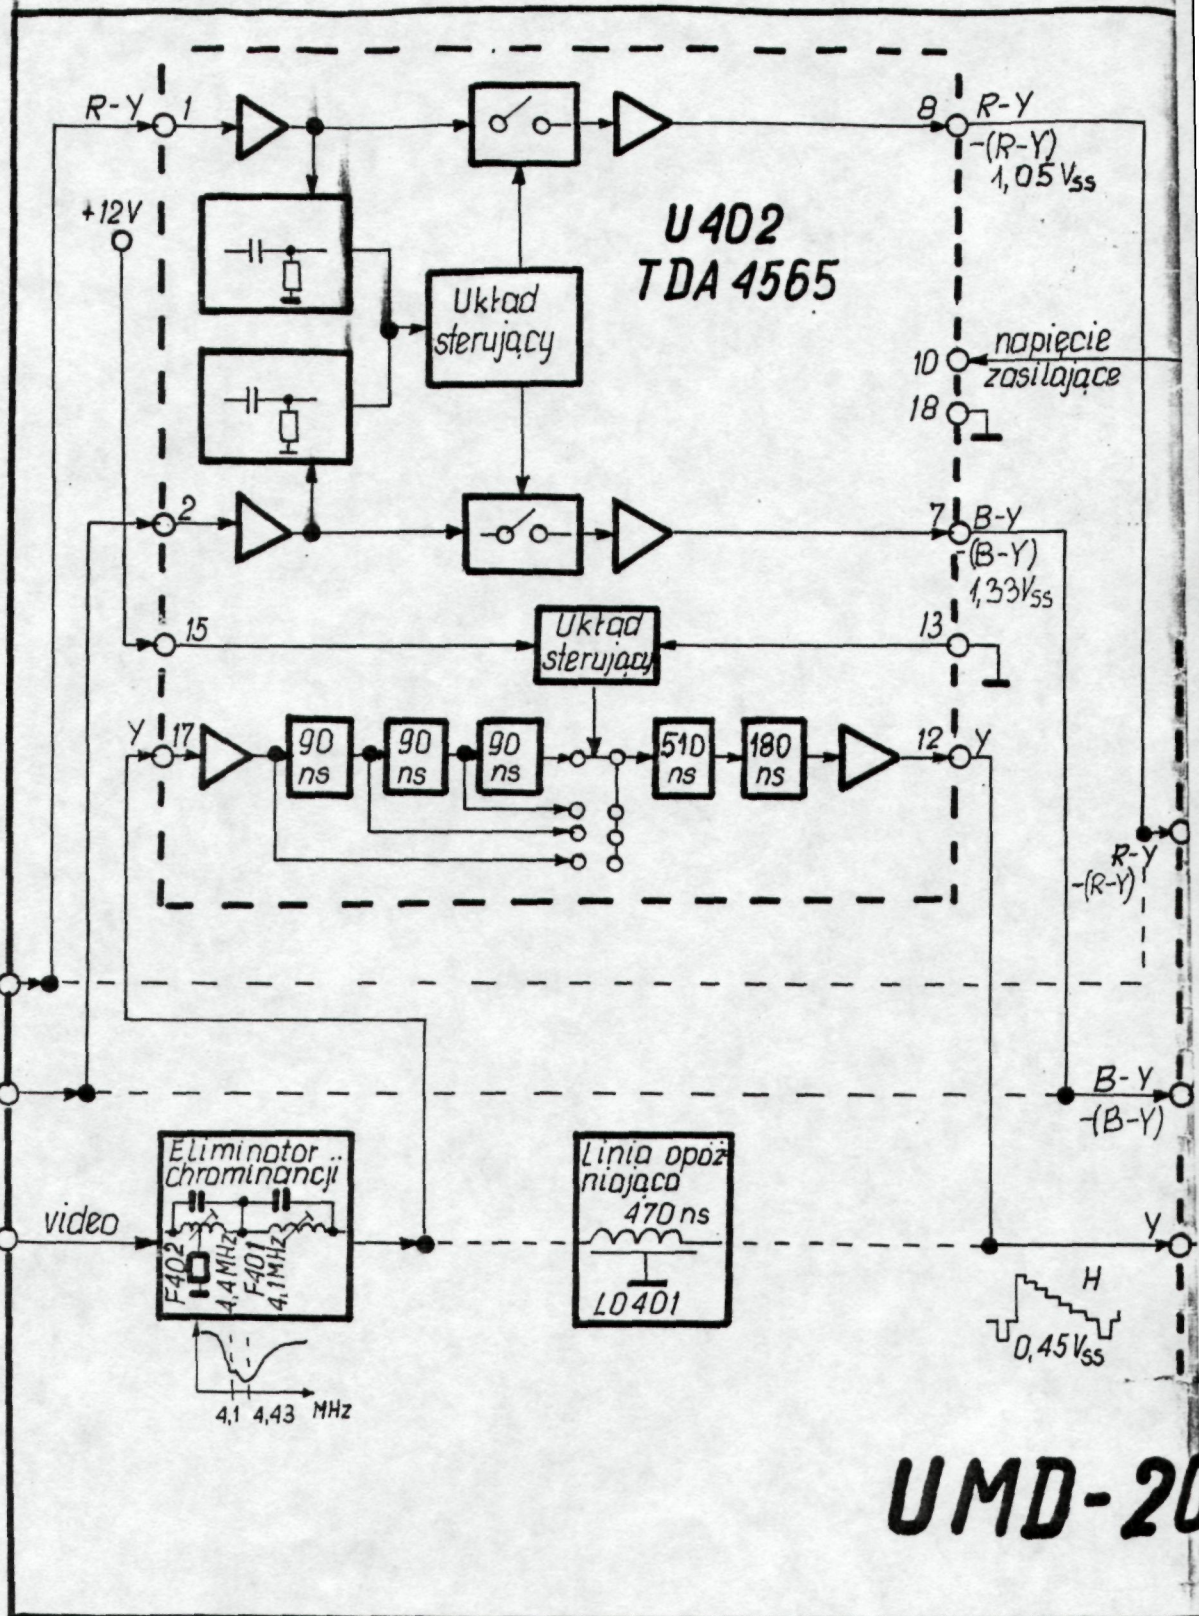 R-Y 1
8 R-Y
-(R-Y)
1,05 Vss
+12V
U402
TDA 4565
Układ
sterujący
10 napięcie
zasilające
18
2
7 B-Y
-(B-Y)
1,33Vss
15
Układ
sterujący
13
Y 17
90
ns
90
ns
90
ns
510
ns
180
ns
12 Y
R-Y
-(R-Y)
B-Y
-(B-Y)
Eliminator
chrominancji
video
F402
4,4MHz
F401
4,1MHz
4,1 4,43 MHz
Linia opóź-
niająca
470 ns
LO401
Y
H
0,45Vss
UMD-20